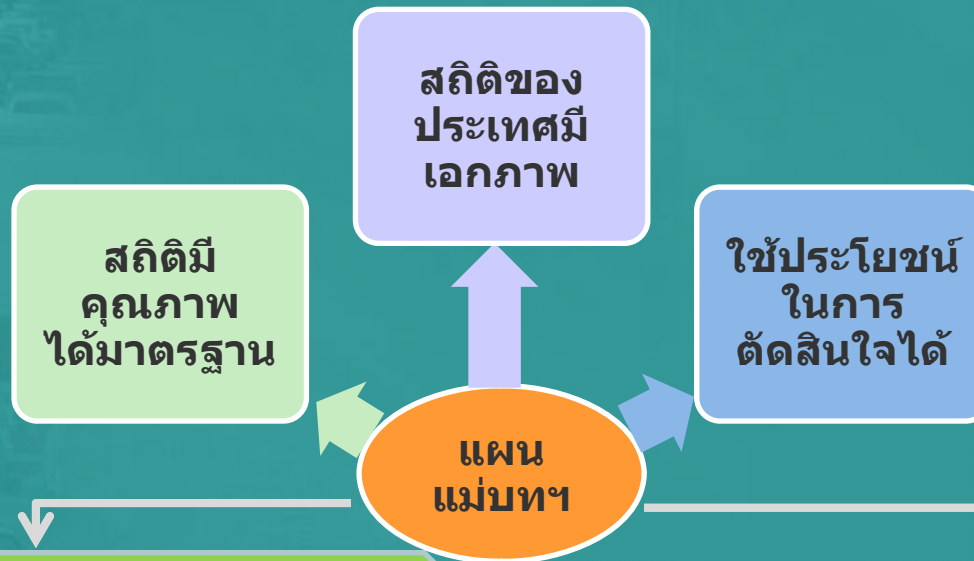 สถิติของ
ประเทศมี
เอกภาพ
สถิติมี
คุณภาพ
ได้มาตรฐาน
ใช้ประโยชน์
ในการ
ตัดสินใจได้
แผน
แม่บทฯ